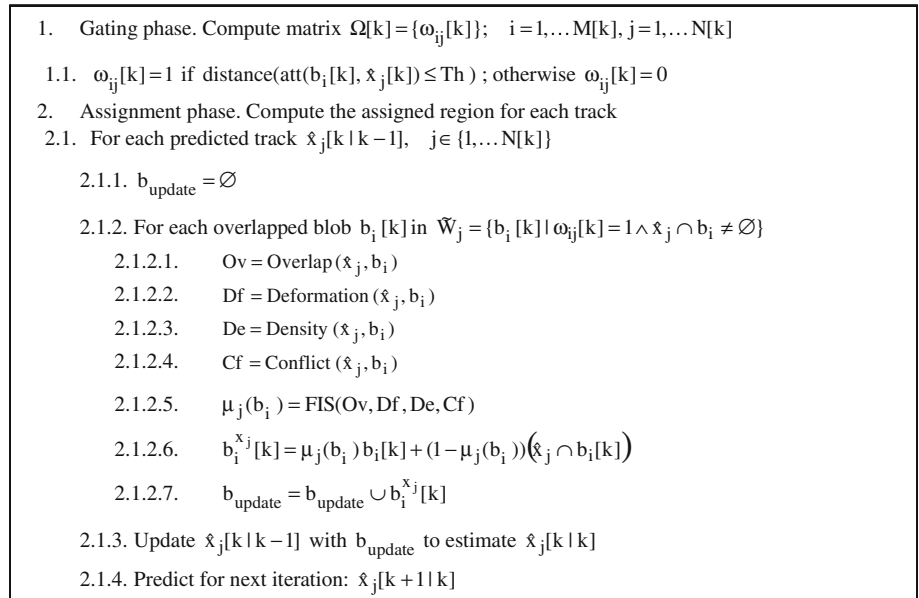 1. Gating phase. Compute matrix Ω[k]={ω_ij[k]}; i=1,…M[k], j=1,…N[k]
1.1. ω_ij[k]=1 if distance(att(b_i[k], x̂_j[k])≤Th ) ; otherwise ω_ij[k]=0
2. Assignment phase. Compute the assigned region for each track
2.1. For each predicted track x̂_j[k|k−1], j∈{1,…N[k]}
2.1.1. b_update = ∅
2.1.2. For each overlapped blob b_i[k] in W̃_j = {b_i[k]|ω_ij[k]=1∧x̂_j∩b_i≠∅}
2.1.2.1. Ov = Overlap(x̂_j, b_i)
2.1.2.2. Df = Deformation(x̂_j, b_i)
2.1.2.3. De = Density(x̂_j, b_i)
2.1.2.4. Cf = Conflict(x̂_j, b_i)
2.1.2.5. μ_j(b_i) = FIS(Ov, Df, De, Cf)
2.1.2.6. b_i^{x_j}[k] = μ_j(b_i)b_i[k] + (1−μ_j(b_i))(x̂_j∩b_i[k])
2.1.2.7. b_update = b_update ∪ b_i^{x_j}[k]
2.1.3. Update x̂_j[k|k−1] with b_update to estimate x̂_j[k|k]
2.1.4. Predict for next iteration: x̂_j[k+1|k]